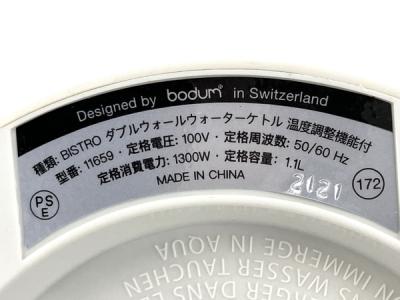 Designed by bodum® in Switzerland
種類: BISTRO ダブルウォールウォーターケトル 温度調整機能付
型番: 11659・定格電圧: 100V・定格周波数: 50/60 Hz
定格消費電力: 1300W・定格容量: 1.1L
MADE IN CHINA
2121
172
PS
E
IMMERGE IN AQUA
WASSER TAUCHEN